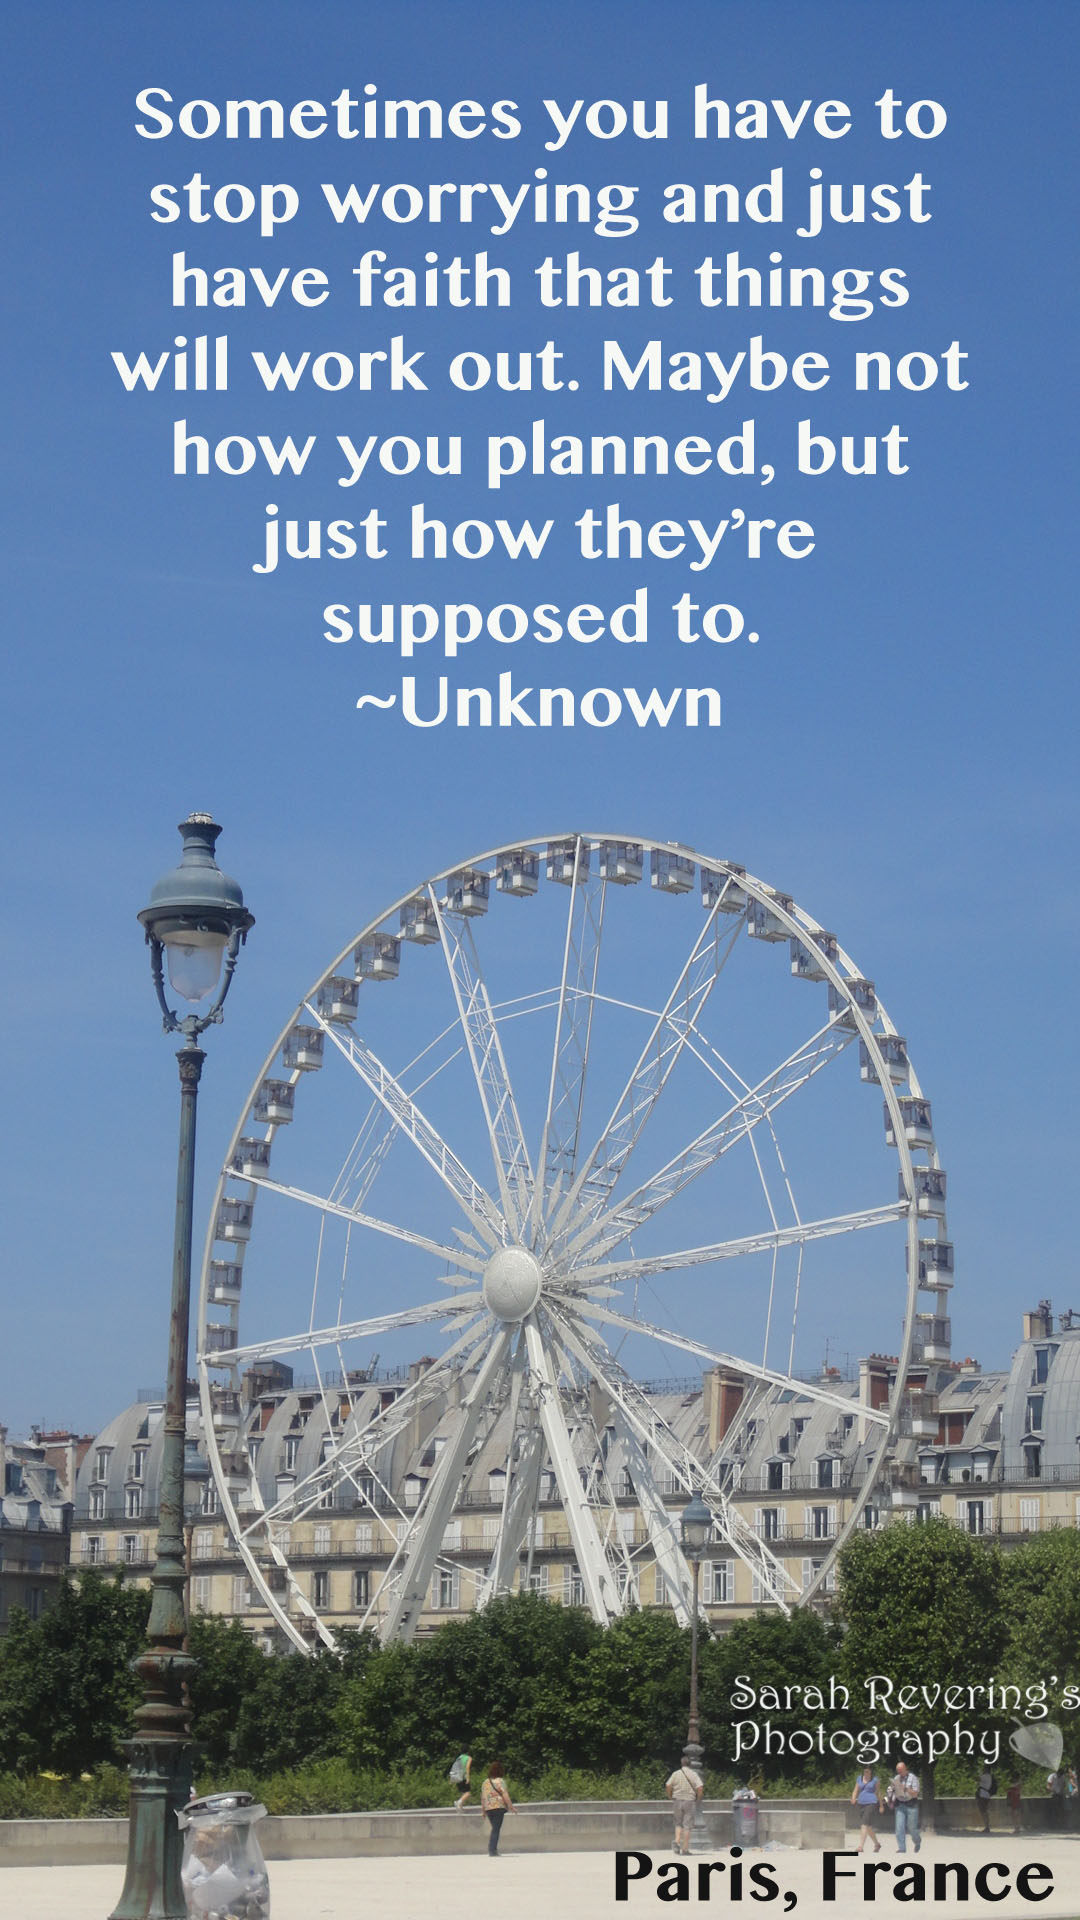 Sometimes you have to
stop worrying and just
have faith that things
will work out. Maybe not
how you planned, but
just how they’re
supposed to.
~Unknown
Sarah Revering's
Photography
Paris, France